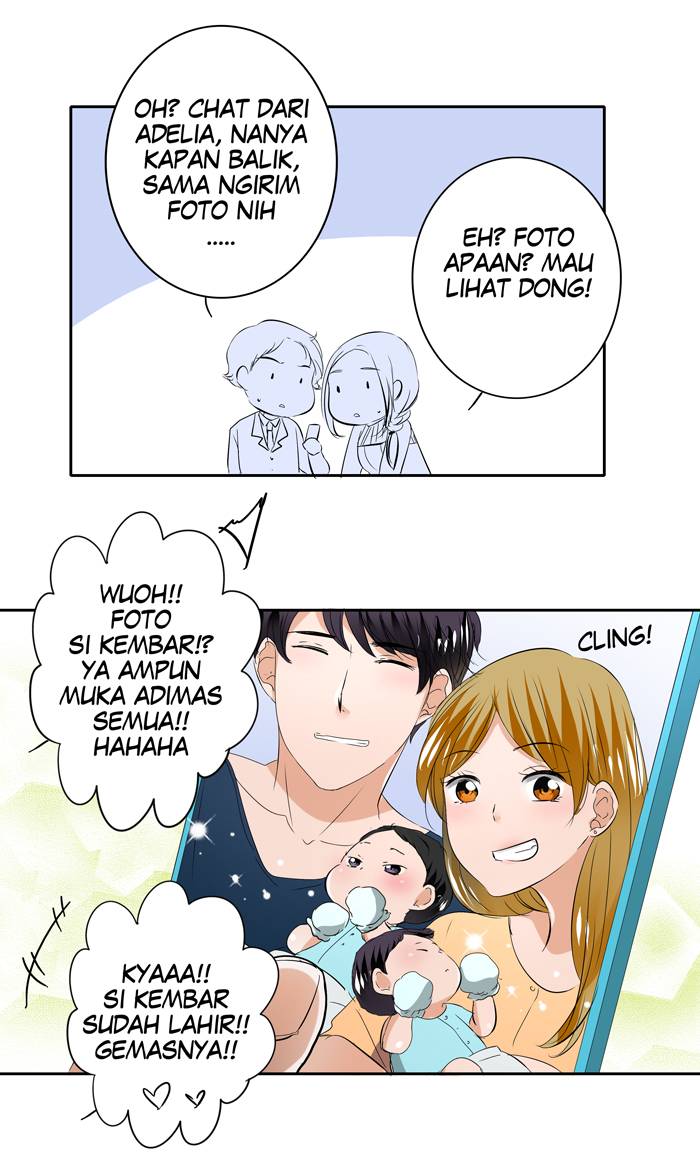 OH? CHAT DARI
ADELIA, NANYA
KAPAN BALIK,
SAMA NGIRIM
FOTO NIH
.....
EH? FOTO
APAAN? MAU
LIHAT DONG!
WUOH!!
FOTO
SI KEMBAR!?
YA AMPUN
MUKA ADIMAS
SEMUA!!
HAHAHA
CLING!
KYAAA!!
SI KEMBAR
SUDAH LAHIR!!
GEMASNYA!!